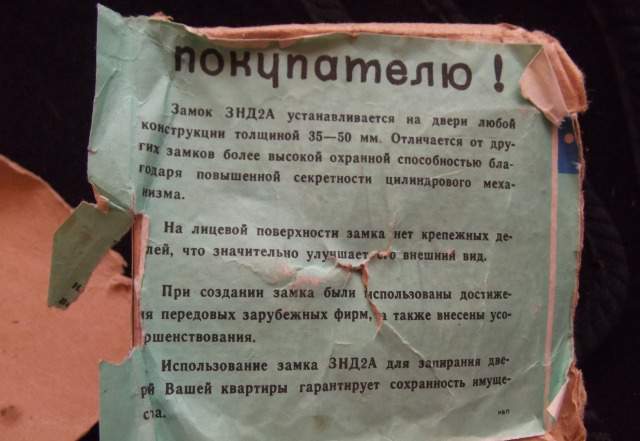 покупателю!
Замок ЗНД2А устанавливается на двери любой
конструкции толщиной 35—50 мм. Отличается от дру-
гих замков более высокой охранной способностью бла-
годаря повышенной секретности цилиндрового меха-
низма.
На лицевой поверхности замка нет крепежных де-
лей, что значительно улучшает его внешний вид.
При создании замка были использованы достиже-
ия передовых зарубежных фирм, а также внесены усо-
ршенствования.
Использование замка ЗНД2А для запирания две-
рй Вашей квартиры гарантирует сохранность имуще-
ства.